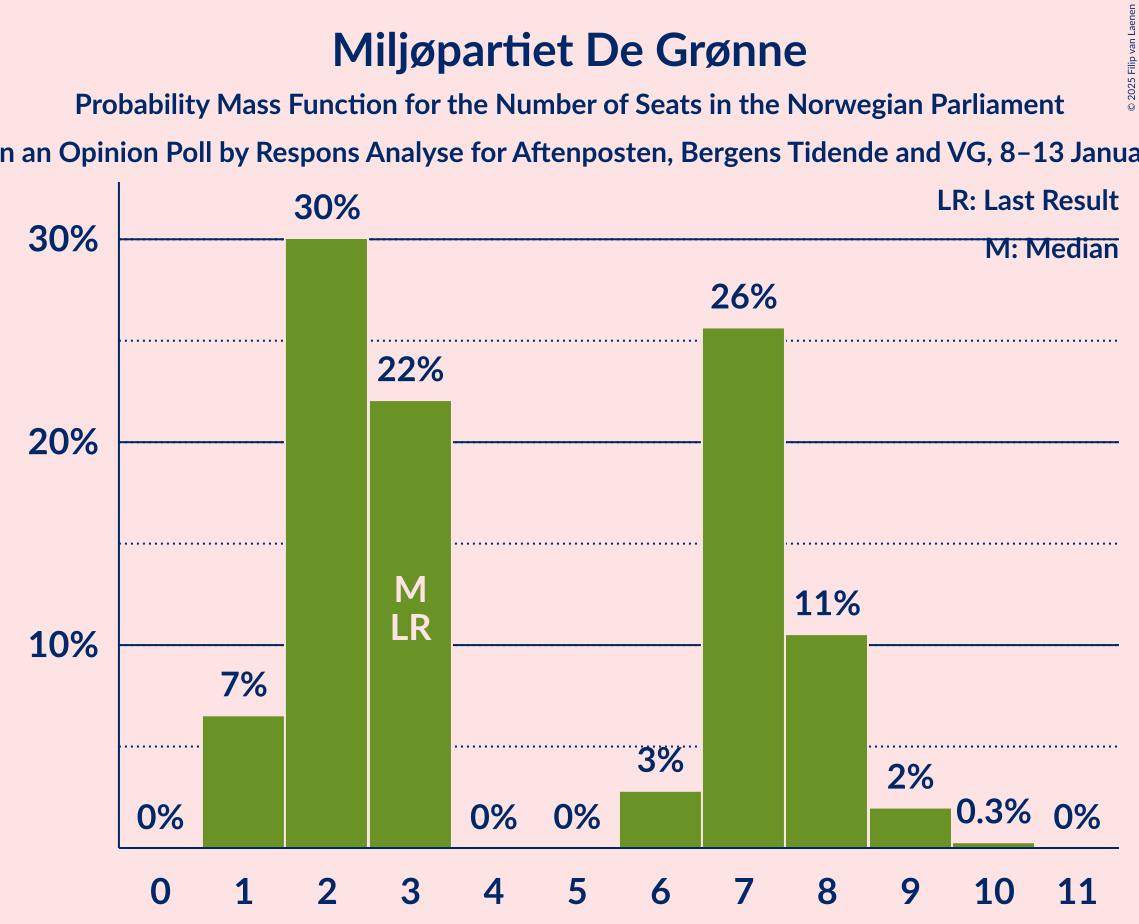 Miljøpartiet De Grønne
Probability Mass Function for the Number of Seats in the Norwegian Parliament
n an Opinion Poll by Respons Analyse for Aftenposten, Bergens Tidende and VG, 8–13 Janua
© 2025 Filip van Laenen
LR: Last Result
M: Median
30%
20%
10%
0%
7%
30%
22%
M
LR
0%
0%
3%
26%
11%
2%
0.3%
0%
0 1 2 3 4 5 6 7 8 9 10 11